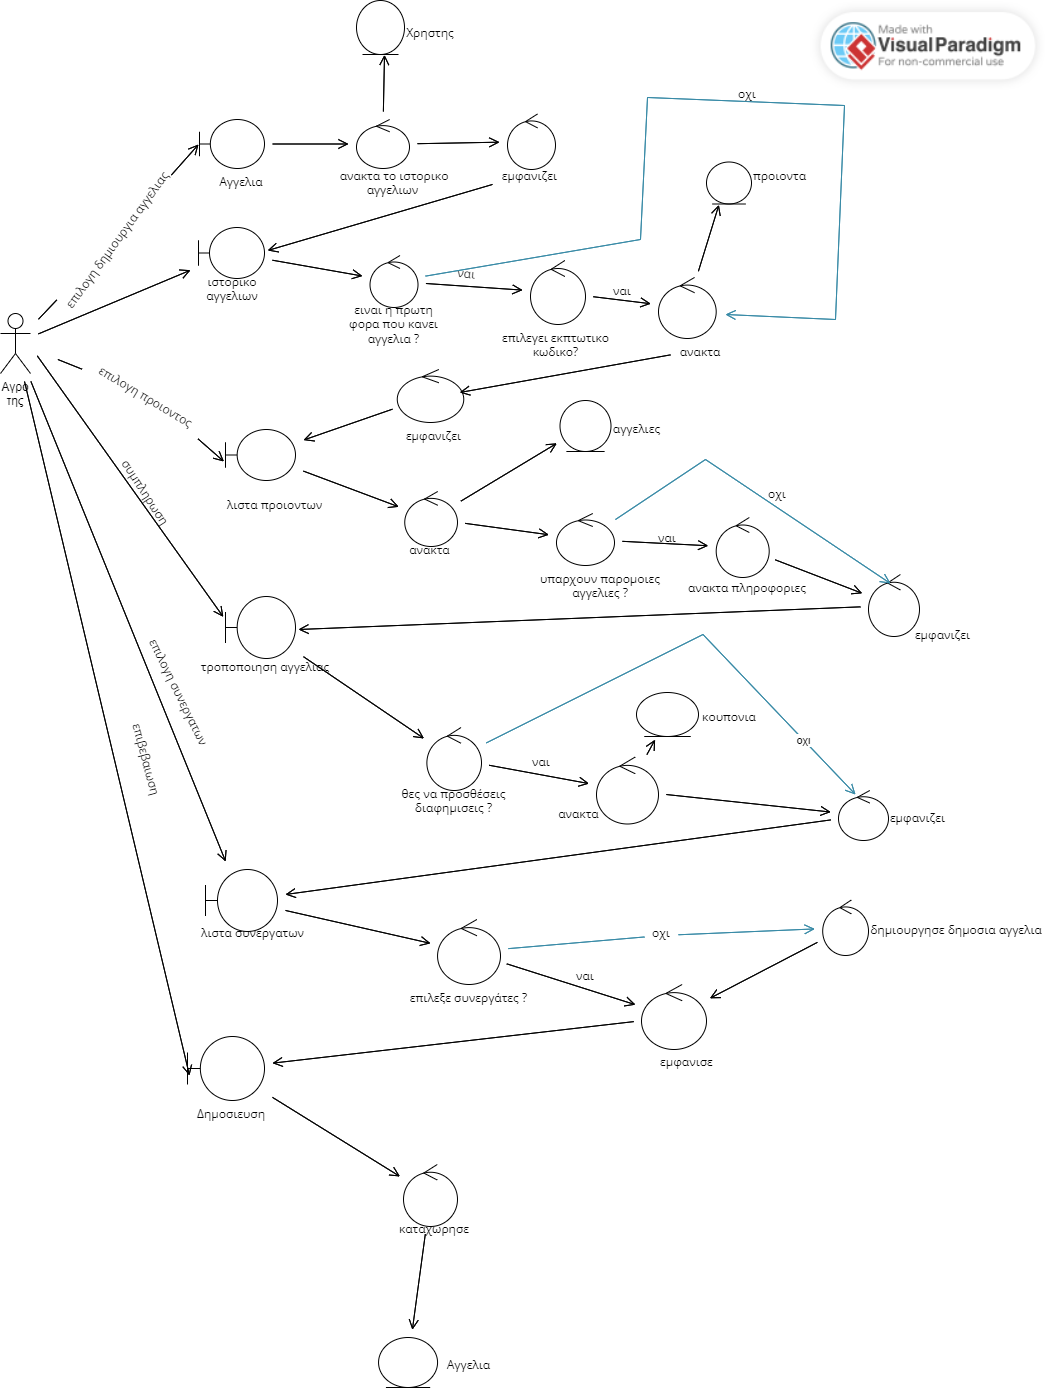 Χρηστης
Made with
Visual Paradigm
For non-commercial use
οχι
επιλογη δημιουργια αγγελιας
Αγγελια
ανακτα το ιστορικο
αγγελιων
εμφανιζει
προιοντα
ιστορικο
αγγελιων
ναι
ειναι η πρωτη
φορα που κανει
αγγελια ?
ναι
επιλεγει εκπτωτικο
κωδικο?
ανακτα
Αγρο
της
επιλογη προιοντος
εμφανιζει
αγγελιες
συμπληρωση
λιστα προιοντων
ανακτα
οχι
ναι
υπαρχουν παρομοιες
αγγελιες ?
ανακτα πληροφοριες
εμφανιζει
τροποποιηση αγγελιας
επιλογη συνεργατων
κουπονια
οχι
ναι
θες να προσθέσεις
διαφημισεις ?
ανακτα
εμφανιζει
επιβεβαιωση
λιστα συνεργατων
οχι
δημιουργησε δημοσια αγγελια
ναι
επιλεξε συνεργάτες ?
εμφανισε
Δημοσιευση
καταχωρησε
Αγγελια